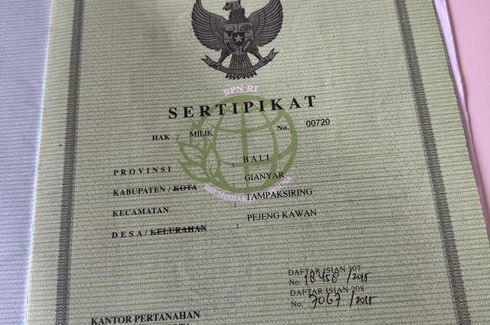 BPN-RI
SERTIPIKAT
HAK : MILIK No. 00720
PROVINSI : BALI
KABUPATEN / KOTA : GIANYAR
KECAMATAN : TAMPAKSIRING
DESA / KELURAHAN : PEJENG KAWAN
DAFTAR ISIAN 307
No. 18458/2015
DAFTAR ISIAN 208
No. 7067/2015
KANTOR PERTANAHAN